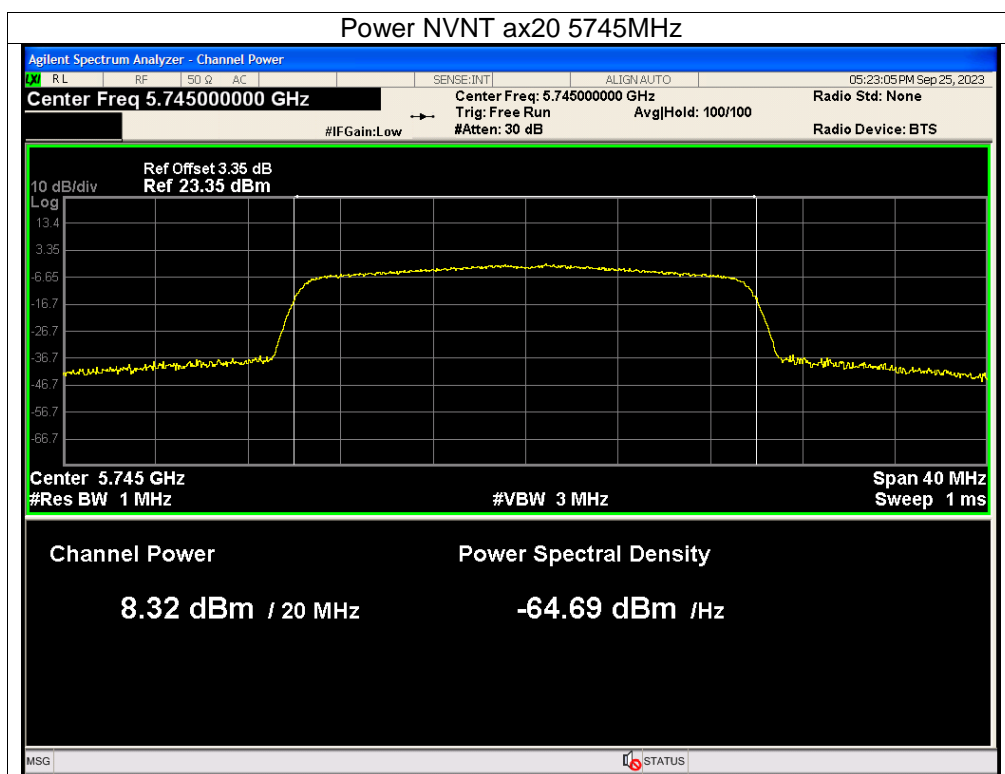 Power NVNT ax20 5745MHz
Agilent Spectrum Analyzer - Channel Power
LXI RL RF 50 Ω AC SENSE:INT ALIGN AUTO 05:23:05 PM Sep 25, 2023
Center Freq 5.745000000 GHz Center Freq: 5.745000000 GHz Radio Std: None
Trig: Free Run Avg|Hold: 100/100
#IFGain:Low #Atten: 30 dB Radio Device: BTS
Ref Offset 3.35 dB
10 dB/div Ref 23.35 dBm
Log
13.4
3.35
-6.65
-16.7
-26.7
-36.7
-46.7
-56.7
-66.7
Center 5.745 GHz Span 40 MHz
#Res BW 1 MHz #VBW 3 MHz Sweep 1 ms
Channel Power Power Spectral Density
8.32 dBm / 20 MHz -64.69 dBm /Hz
MSG STATUS